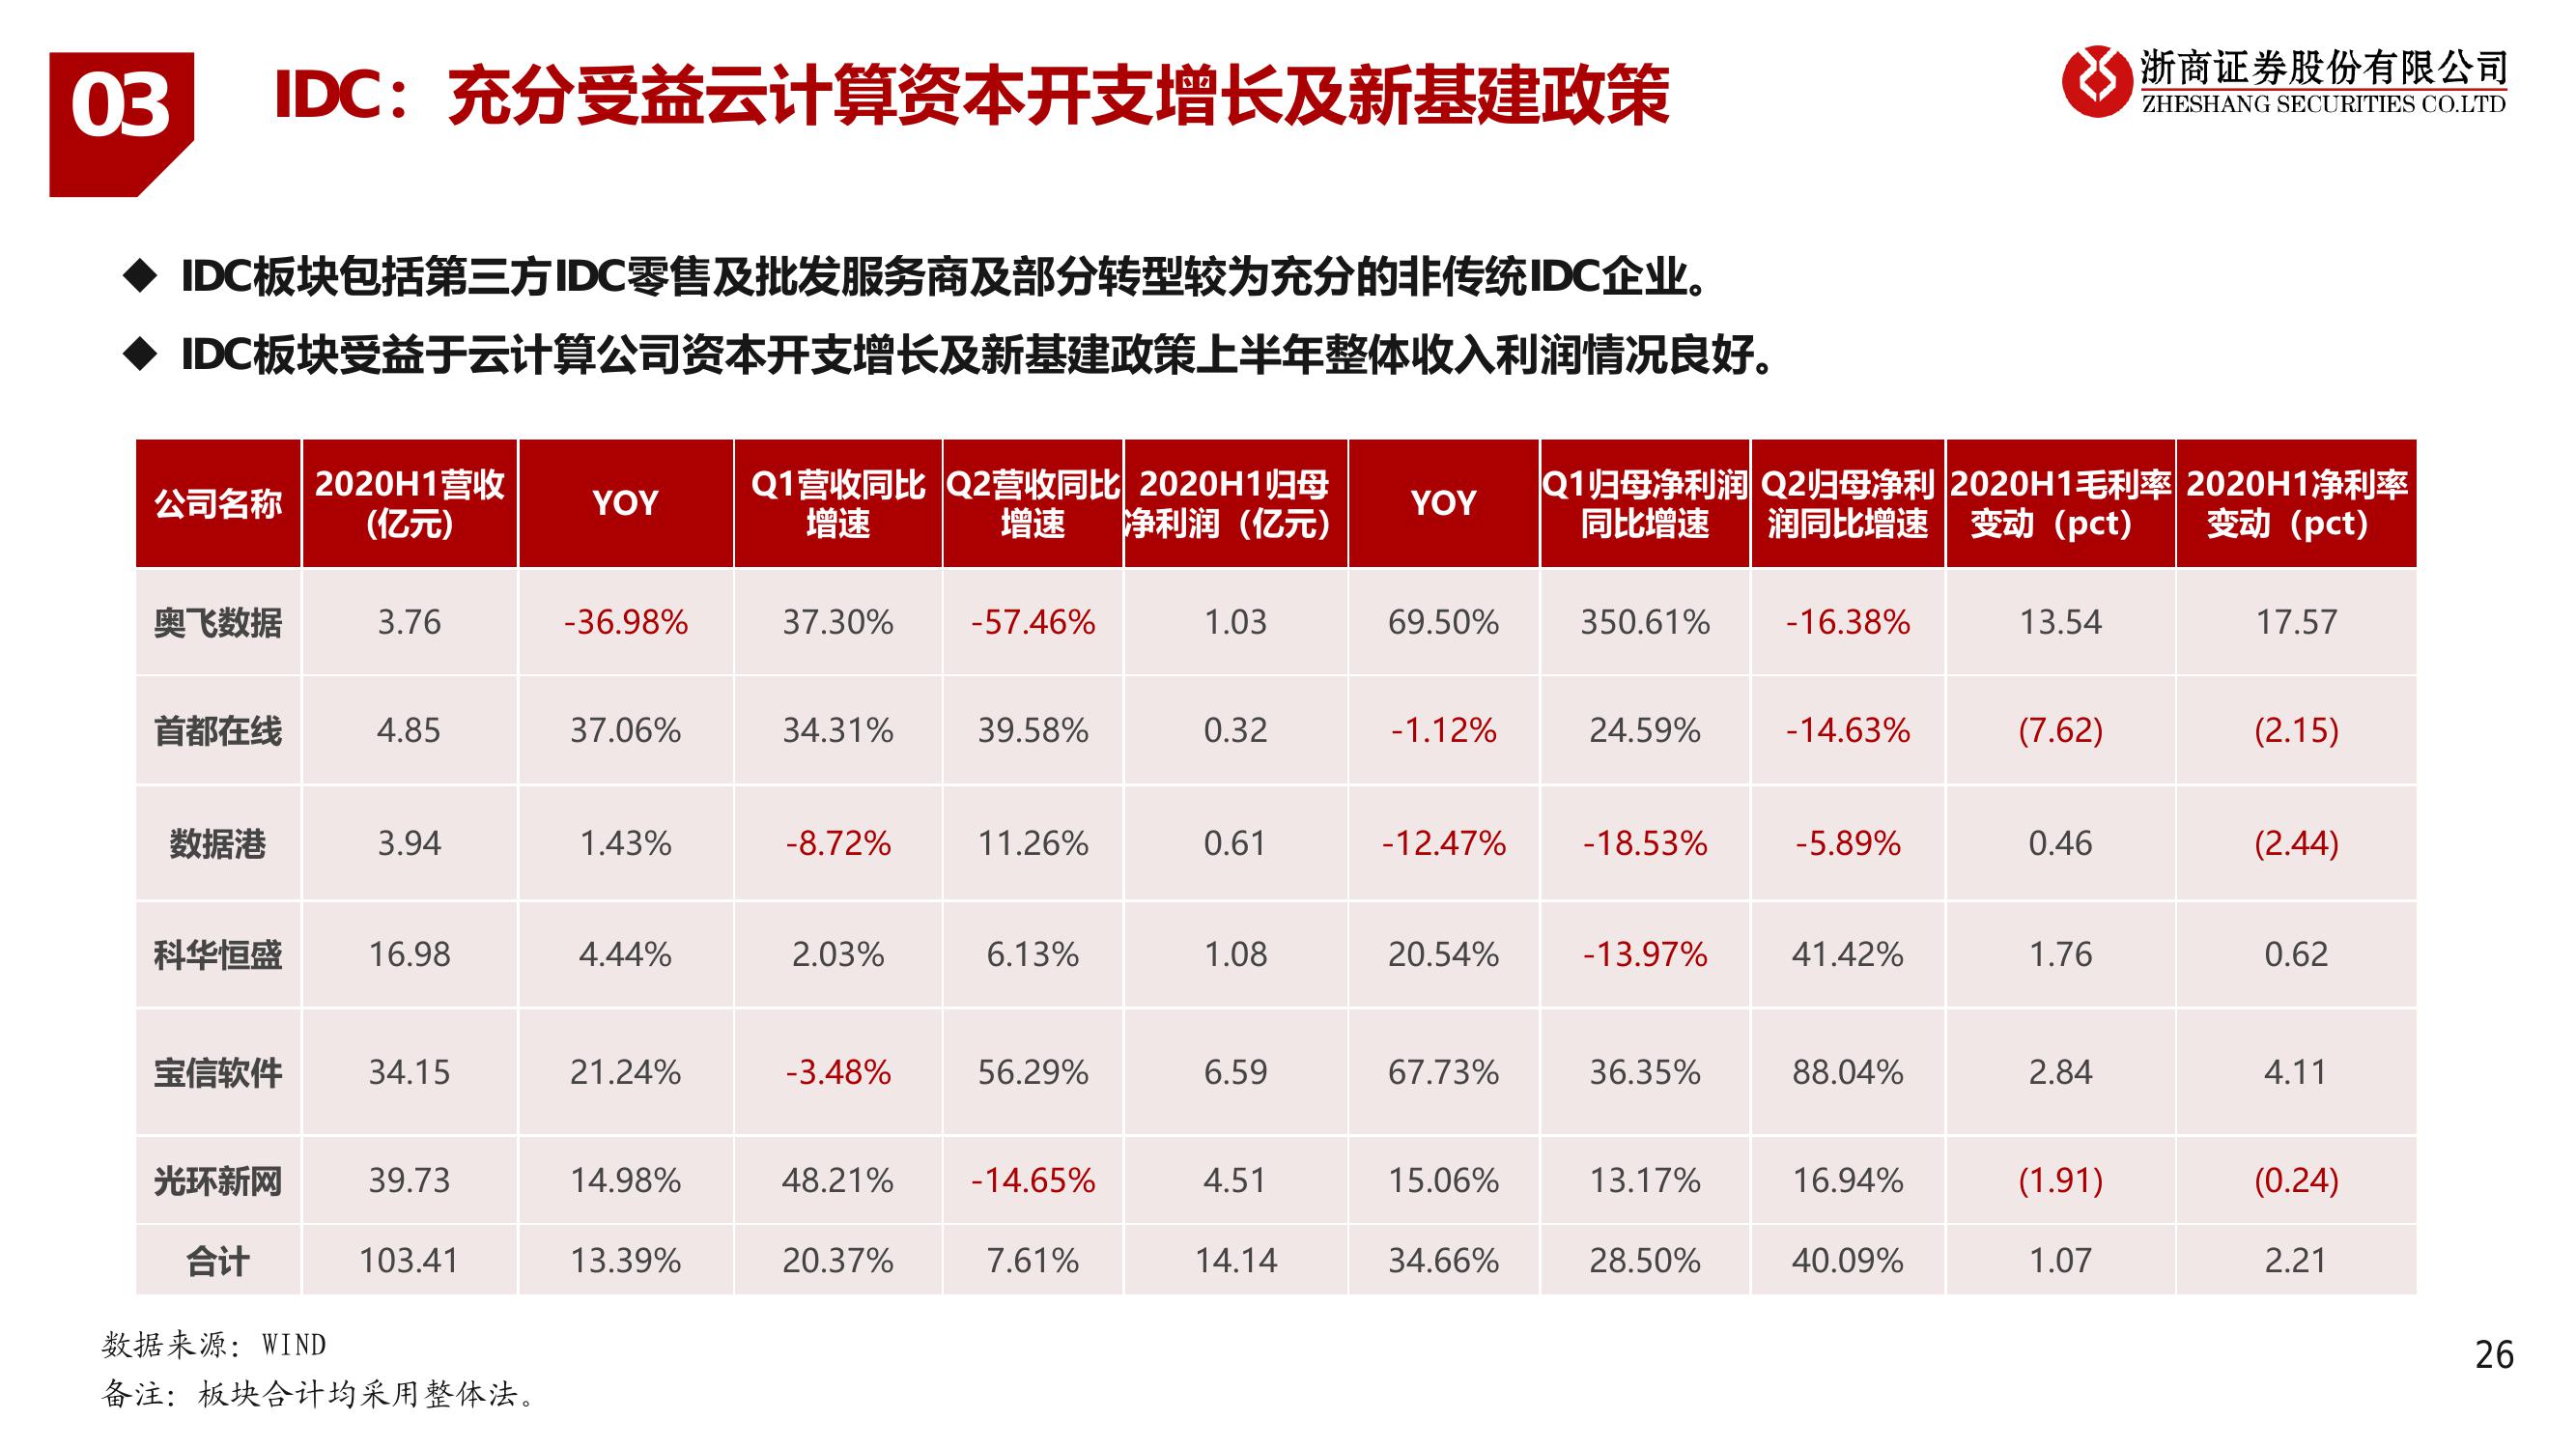 03
IDC：充分受益云计算资本开支增长及新基建政策
浙商证券股份有限公司
ZHESHANG SECURITIES CO.LTD
◆ IDC板块包括第三方IDC零售及批发服务商及部分转型较为充分的非传统IDC企业。
◆ IDC板块受益于云计算公司资本开支增长及新基建政策上半年整体收入利润情况良好。
公司名称 2020H1营收(亿元) YOY Q1营收同比增速 Q2营收同比增速 2020H1归母净利润（亿元） YOY Q1归母净利润同比增速 Q2归母净利润同比增速 2020H1毛利率变动（pct） 2020H1净利率变动（pct）
奥飞数据 3.76 -36.98% 37.30% -57.46% 1.03 69.50% 350.61% -16.38% 13.54 17.57
首都在线 4.85 37.06% 34.31% 39.58% 0.32 -1.12% 24.59% -14.63% (7.62) (2.15)
数据港 3.94 1.43% -8.72% 11.26% 0.61 -12.47% -18.53% -5.89% 0.46 (2.44)
科华恒盛 16.98 4.44% 2.03% 6.13% 1.08 20.54% -13.97% 41.42% 1.76 0.62
宝信软件 34.15 21.24% -3.48% 56.29% 6.59 67.73% 36.35% 88.04% 2.84 4.11
光环新网 39.73 14.98% 48.21% -14.65% 4.51 15.06% 13.17% 16.94% (1.91) (0.24)
合计 103.41 13.39% 20.37% 7.61% 14.14 34.66% 28.50% 40.09% 1.07 2.21
数据来源：WIND
备注：板块合计均采用整体法。
26